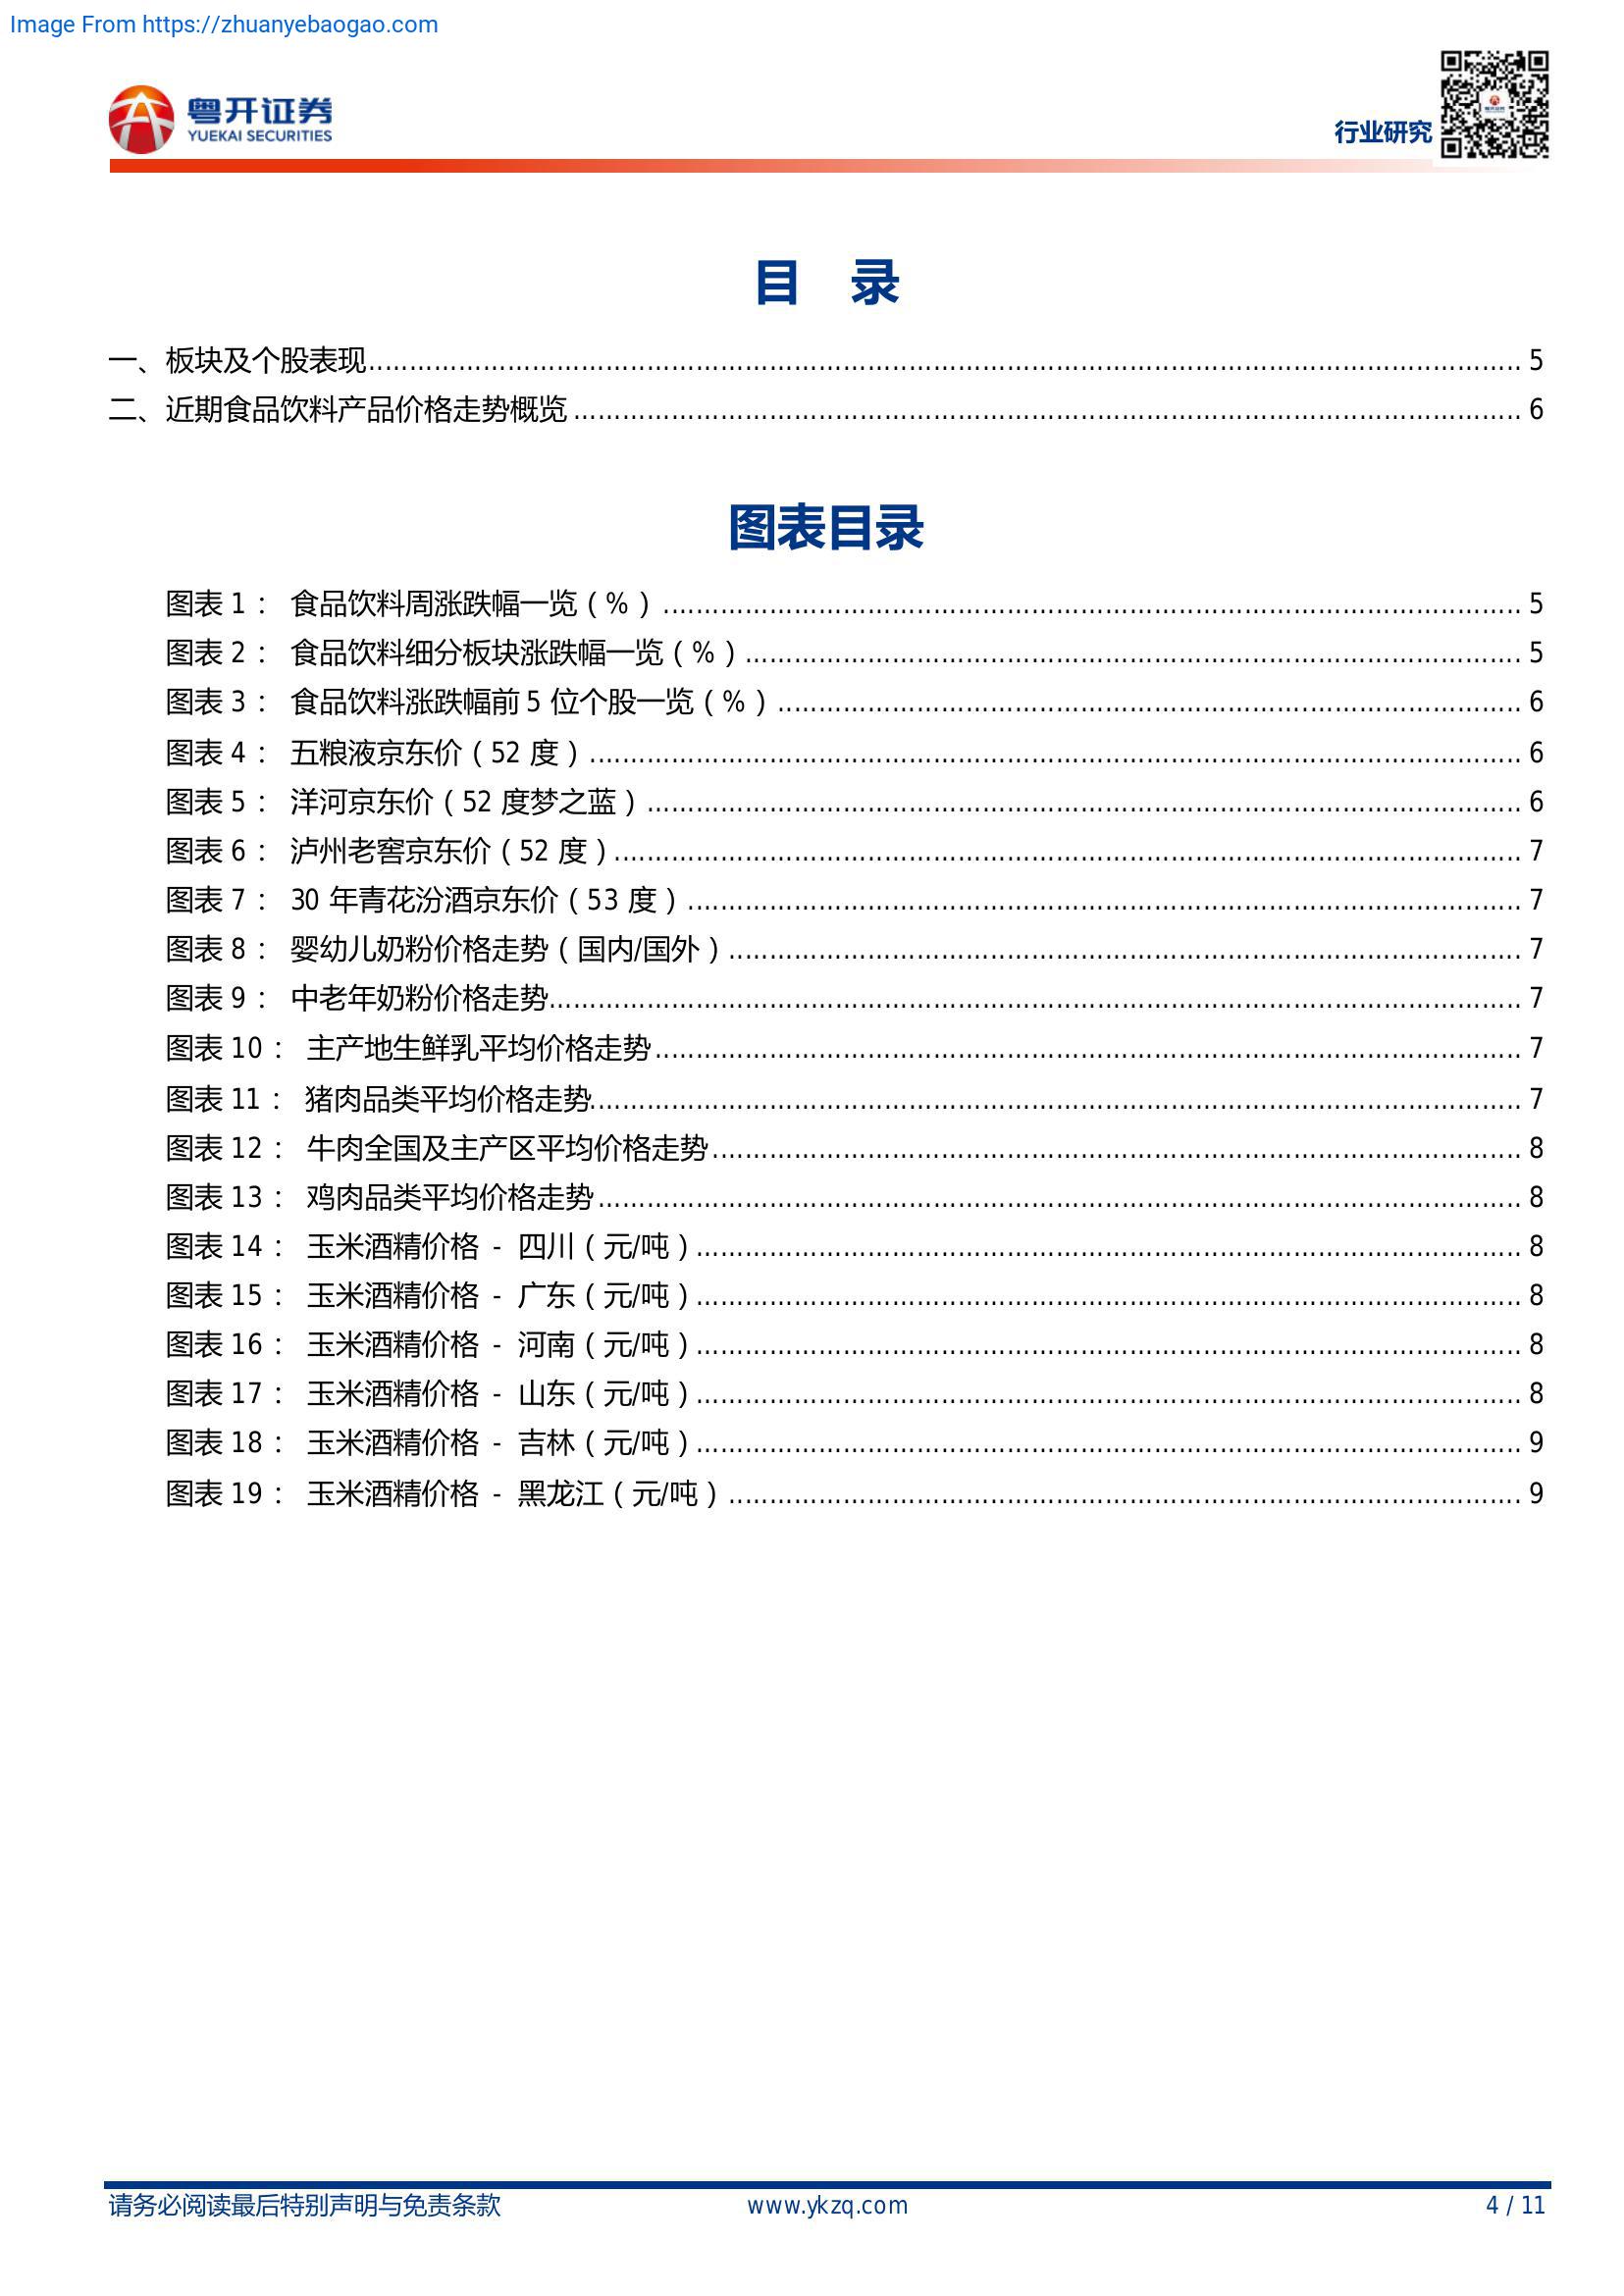 Image From https://zhuanyebaogao.com
粤开证券
YUEKAI SECURITIES
行业研究
目 录
一、板块及个股表现........ 5
二、近期食品饮料产品价格走势概览........ 6
图表目录
图表 1： 食品饮料周涨跌幅一览（%）........ 5
图表 2： 食品饮料细分板块涨跌幅一览（%）........ 5
图表 3： 食品饮料涨跌幅前 5 位个股一览（%）........ 6
图表 4： 五粮液京东价（52 度）........ 6
图表 5： 洋河京东价（52 度梦之蓝）........ 6
图表 6： 泸州老窖京东价（52 度）........ 7
图表 7： 30 年青花汾酒京东价（53 度）........ 7
图表 8： 婴幼儿奶粉价格走势（国内/国外）........ 7
图表 9： 中老年奶粉价格走势........ 7
图表 10： 主产地生鲜乳平均价格走势........ 7
图表 11： 猪肉品类平均价格走势........ 7
图表 12： 牛肉全国及主产区平均价格走势........ 8
图表 13： 鸡肉品类平均价格走势........ 8
图表 14： 玉米酒精价格 - 四川（元/吨）........ 8
图表 15： 玉米酒精价格 - 广东（元/吨）........ 8
图表 16： 玉米酒精价格 - 河南（元/吨）........ 8
图表 17： 玉米酒精价格 - 山东（元/吨）........ 8
图表 18： 玉米酒精价格 - 吉林（元/吨）........ 9
图表 19： 玉米酒精价格 - 黑龙江（元/吨）........ 9
请务必阅读最后特别声明与免责条款 www.ykzq.com 4 / 11